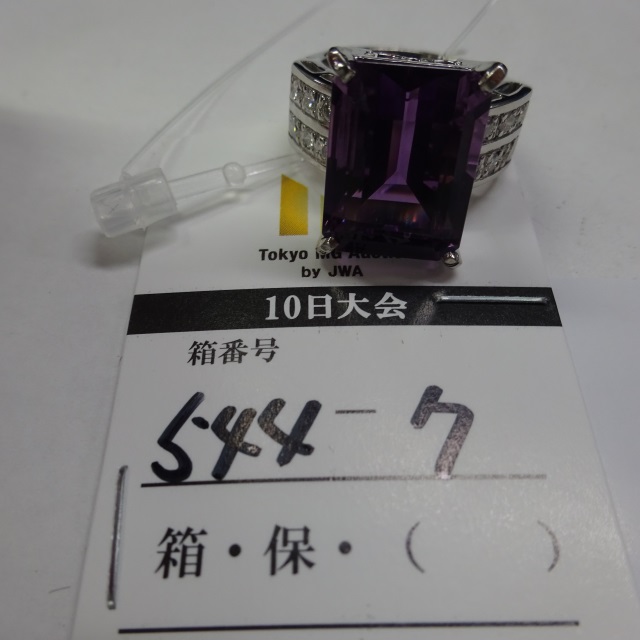 Tokyo
by JWA
10日大会
箱番号
544-7
箱・保・( )